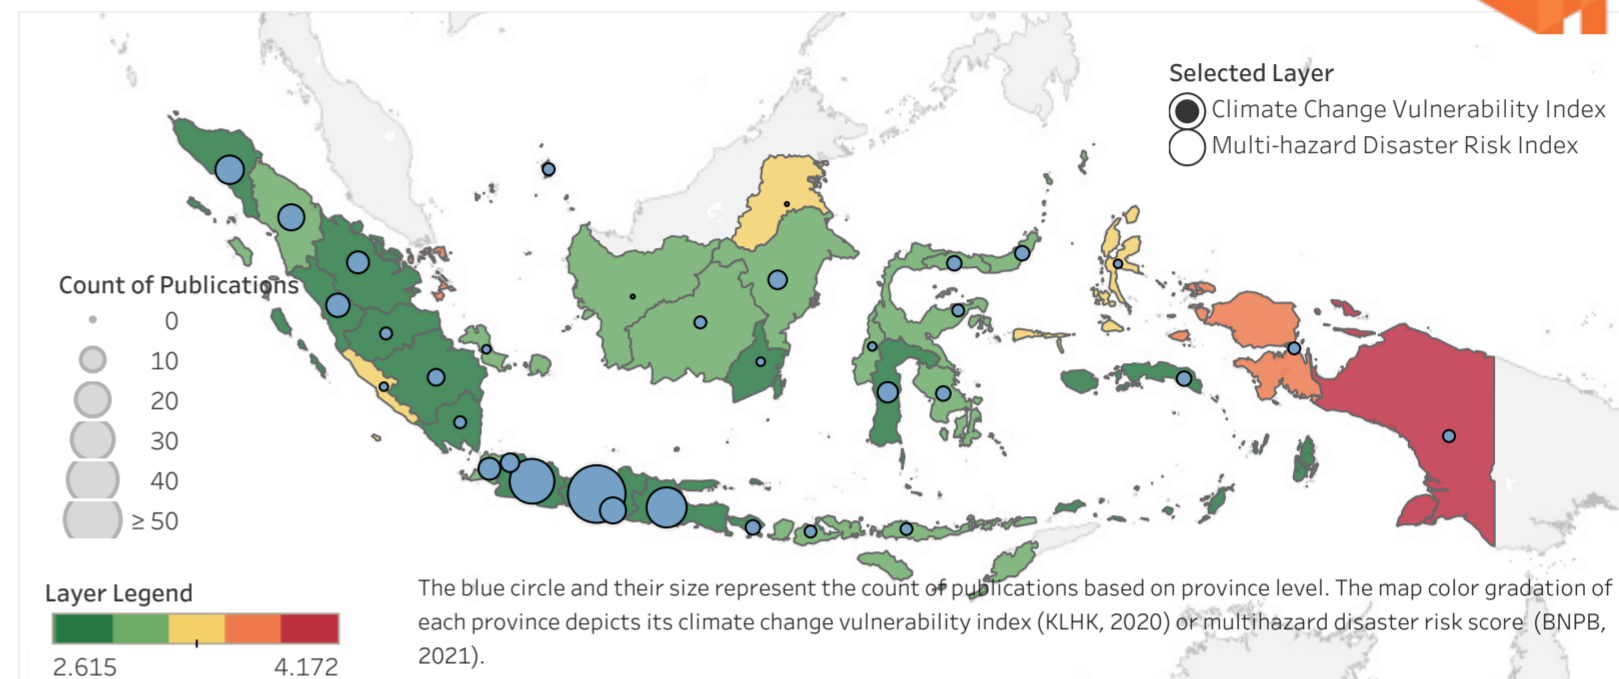 Selected Layer
Climate Change Vulnerability Index
Multi-hazard Disaster Risk Index
Count of Publications
0
10
20
30
40
≥ 50
Layer Legend
2.615
4.172
The blue circle and their size represent the count of publications based on province level. The map color gradation of
each province depicts its climate change vulnerability index (KLHK, 2020) or multihazard disaster risk score (BNPB,
2021).